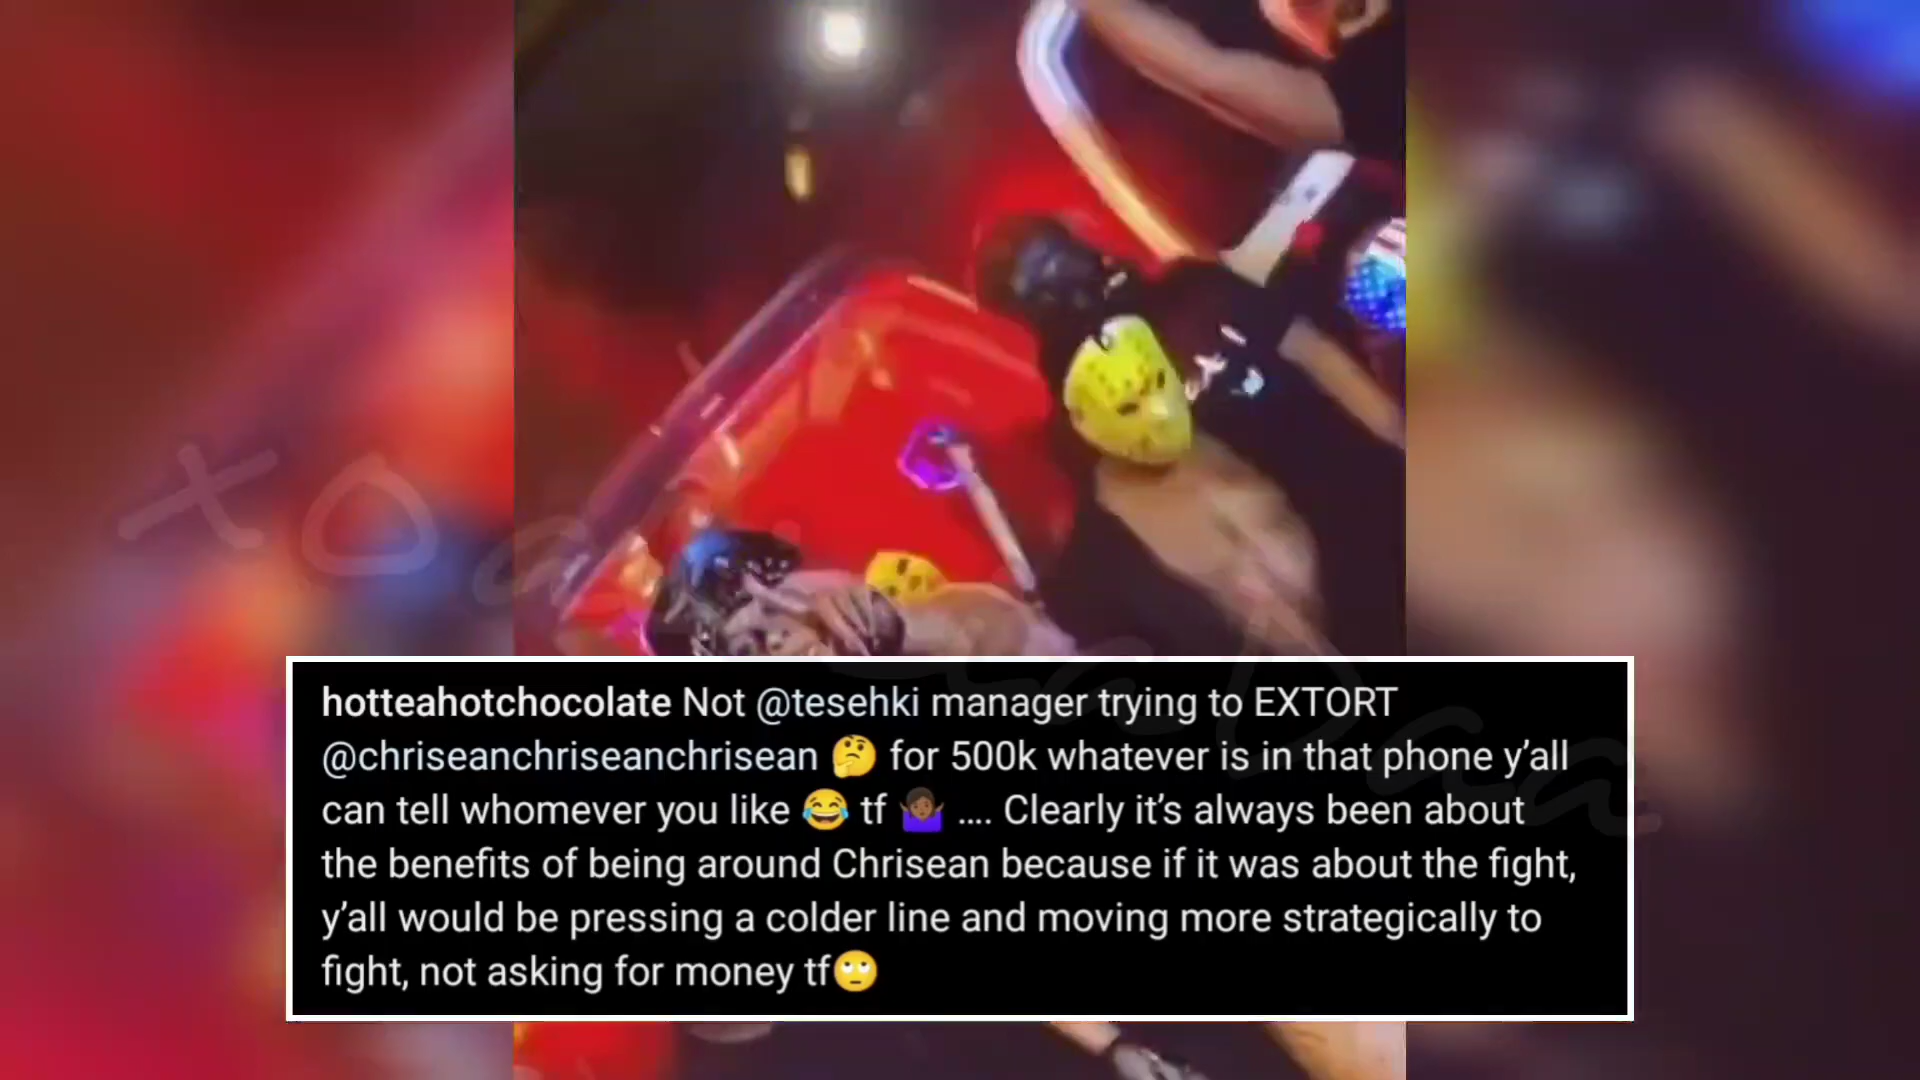 hotteahotchocolate Not @tesehki manager trying to EXTORT
@chriseanchriseanchrisean 🤔 for 500k whatever is in that phone y’all
can tell whomever you like 😂 tf 🤷🏾‍♀️ .... Clearly it’s always been about
the benefits of being around Chrisean because if it was about the fight,
y’all would be pressing a colder line and moving more strategically to
fight, not asking for money tf🙄